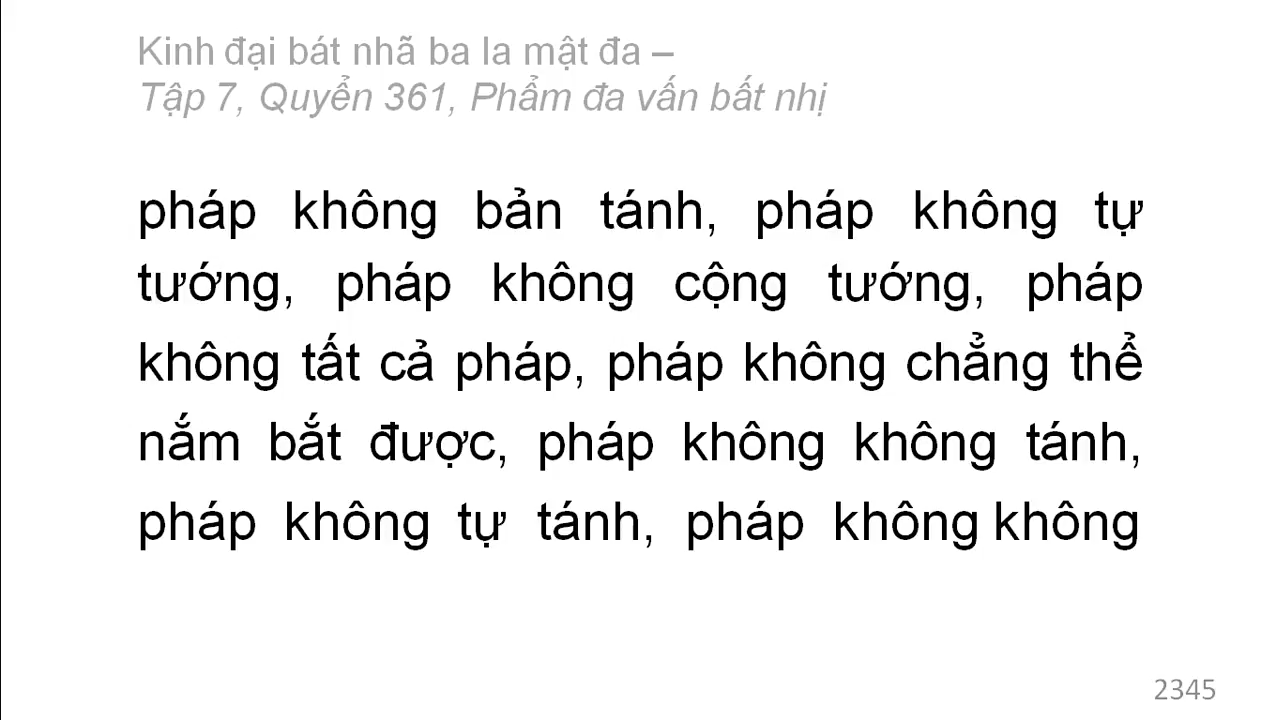 Kinh đại bát nhã ba la mật đa –
Tập 7, Quyển 361, Phẩm đa vấn bất nhị
pháp không bản tánh, pháp không tự
tướng, pháp không cộng tướng, pháp
không tất cả pháp, pháp không chẳng thể
nắm bắt được, pháp không không tánh,
pháp không tự tánh, pháp không không
2345